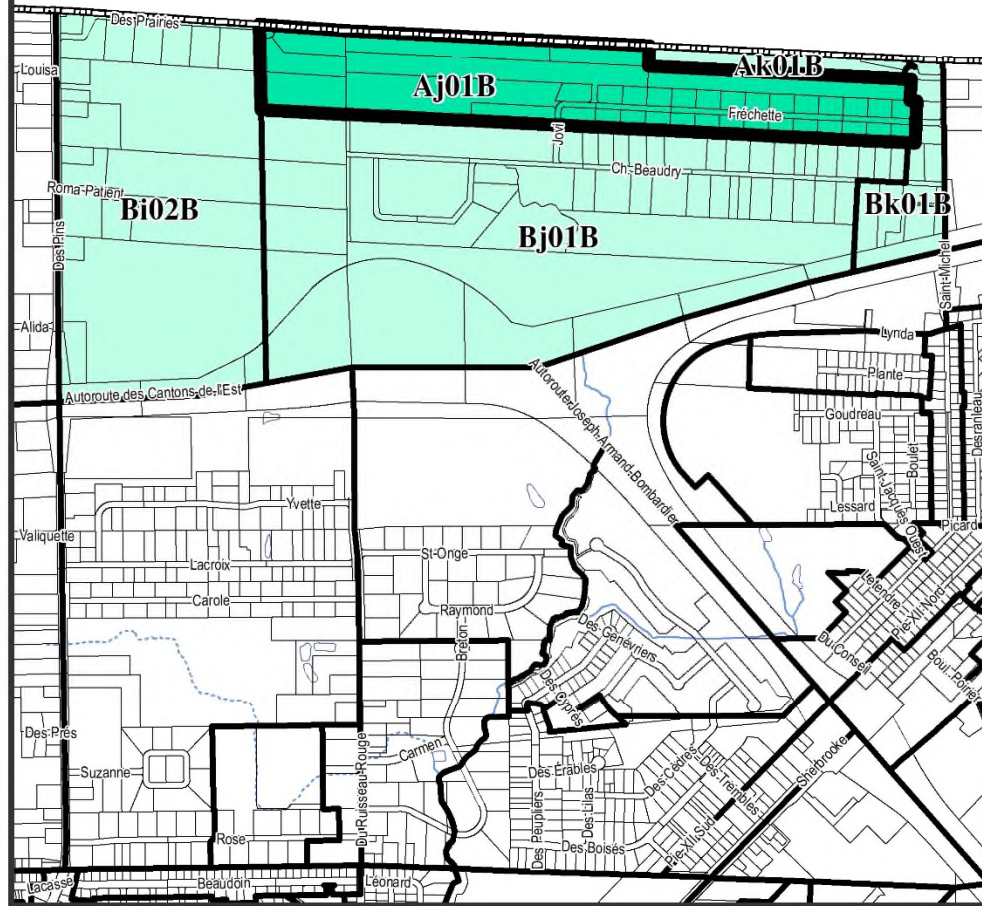 Des Prairies
Louisa
Ak01B
Aj01B
Fréchette
Jovi
Ch. Beaudry
Roma-Patient
Bi02B
Bk01B
Bj01B
Des Pins
Saint-Michel
Alida
Lynda
Autoroute des Cantons-de-l'Est
Autoroute Joseph-Armand-Bombardier
Plante
Goudreau
Desranleau
Boulet
Saint-Jacques Ouest
Yvette
Lessard
Picard
Valiquette
St-Onge
Lacroix
Letendre
Carole
Raymond
Pie-XII Nord
Breton
Des Genévriers
Du Conseil
Boul. Poirier
Des Cyprès
Des Prés
Carmen
Sherbrooke
Suzanne
Du Ruisseau-Rouge
Des Érables
Des Cèdres
Des Trembles
Des Lilas
Des Peupliers
Rose
Des Boisés
Pie-XII Sud
Lacasse
Beaudoin
Léonard